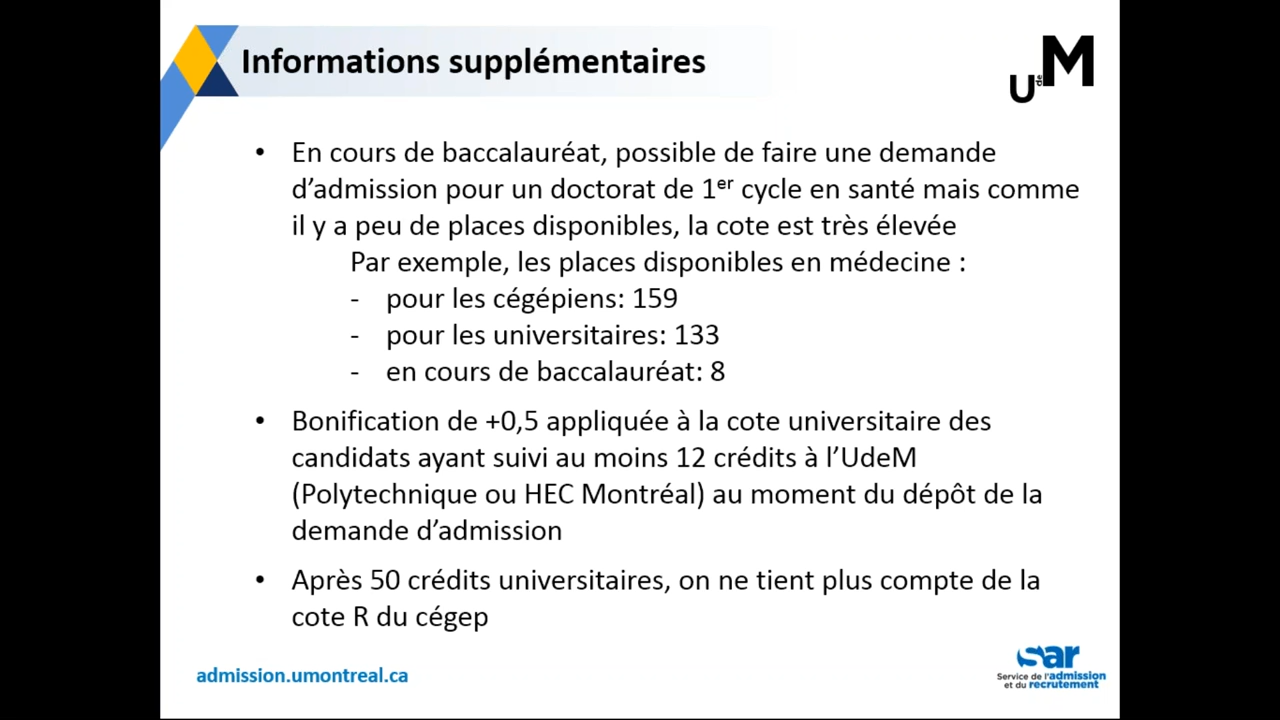 Informations supplémentaires
U de M
• En cours de baccalauréat, possible de faire une demande
d'admission pour un doctorat de 1er cycle en santé mais comme
il y a peu de places disponibles, la cote est très élevée
Par exemple, les places disponibles en médecine :
- pour les cégépiens: 159
- pour les universitaires: 133
- en cours de baccalauréat: 8
• Bonification de +0,5 appliquée à la cote universitaire des
candidats ayant suivi au moins 12 crédits à l'UdeM
(Polytechnique ou HEC Montréal) au moment du dépôt de la
demande d'admission
• Après 50 crédits universitaires, on ne tient plus compte de la
cote R du cégep
admission.umontreal.ca
sar
Service de l'admission
et du recrutement